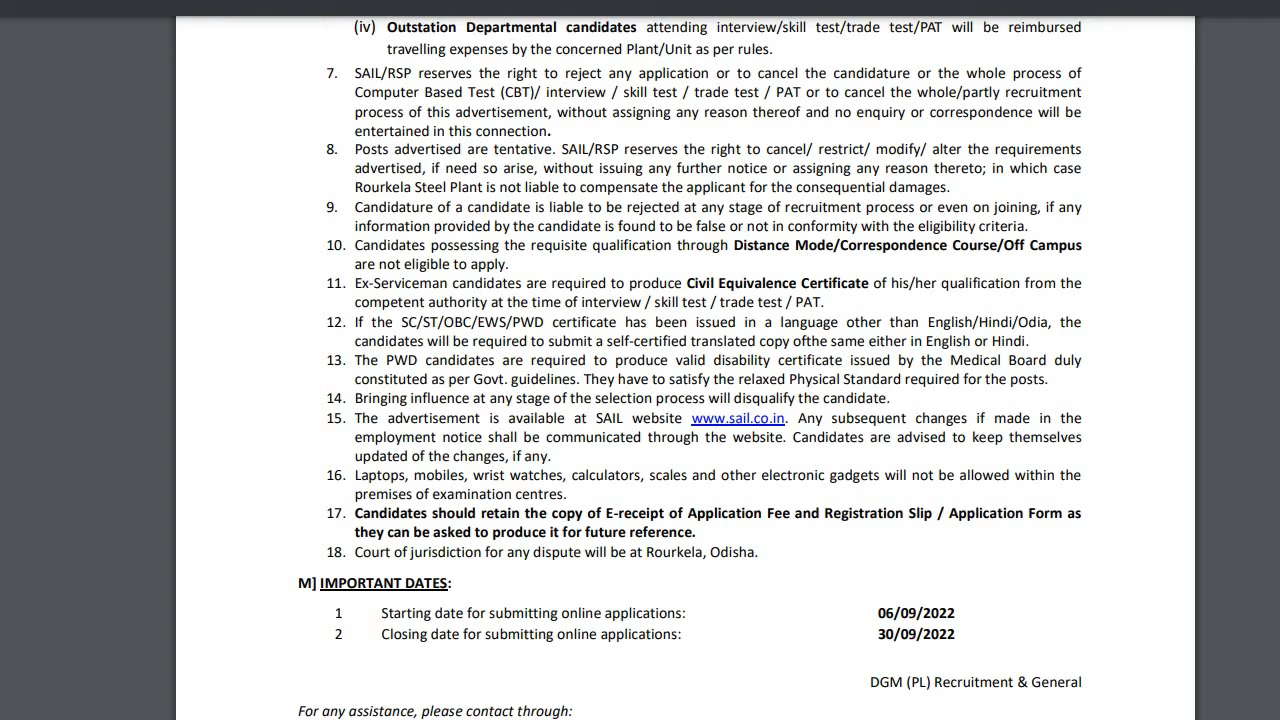 (iv) Outstation Departmental candidates attending interview/skill test/trade test/PAT will be reimbursed
travelling expenses by the concerned Plant/Unit as per rules.
7. SAIL/RSP reserves the right to reject any application or to cancel the candidature or the whole process of
Computer Based Test (CBT)/ interview / skill test / trade test / PAT or to cancel the whole/partly recruitment
process of this advertisement, without assigning any reason thereof and no enquiry or correspondence will be
entertained in this connection.
8. Posts advertised are tentative. SAIL/RSP reserves the right to cancel/ restrict/ modify/ alter the requirements
advertised, if need so arise, without issuing any further notice or assigning any reason thereto; in which case
Rourkela Steel Plant is not liable to compensate the applicant for the consequential damages.
9. Candidature of a candidate is liable to be rejected at any stage of recruitment process or even on joining, if any
information provided by the candidate is found to be false or not in conformity with the eligibility criteria.
10. Candidates possessing the requisite qualification through Distance Mode/Correspondence Course/Off Campus
are not eligible to apply.
11. Ex-Serviceman candidates are required to produce Civil Equivalence Certificate of his/her qualification from the
competent authority at the time of interview / skill test / trade test / PAT.
12. If the SC/ST/OBC/EWS/PWD certificate has been issued in a language other than English/Hindi/Odia, the
candidates will be required to submit a self-certified translated copy ofthe same either in English or Hindi.
13. The PWD candidates are required to produce valid disability certificate issued by the Medical Board duly
constituted as per Govt. guidelines. They have to satisfy the relaxed Physical Standard required for the posts.
14. Bringing influence at any stage of the selection process will disqualify the candidate.
15. The advertisement is available at SAIL website www.sail.co.in. Any subsequent changes if made in the
employment notice shall be communicated through the website. Candidates are advised to keep themselves
updated of the changes, if any.
16. Laptops, mobiles, wrist watches, calculators, scales and other electronic gadgets will not be allowed within the
premises of examination centres.
17. Candidates should retain the copy of E-receipt of Application Fee and Registration Slip / Application Form as
they can be asked to produce it for future reference.
18. Court of jurisdiction for any dispute will be at Rourkela, Odisha.
M] IMPORTANT DATES:
1 Starting date for submitting online applications: 06/09/2022
2 Closing date for submitting online applications: 30/09/2022
DGM (PL) Recruitment & General
For any assistance, please contact through: